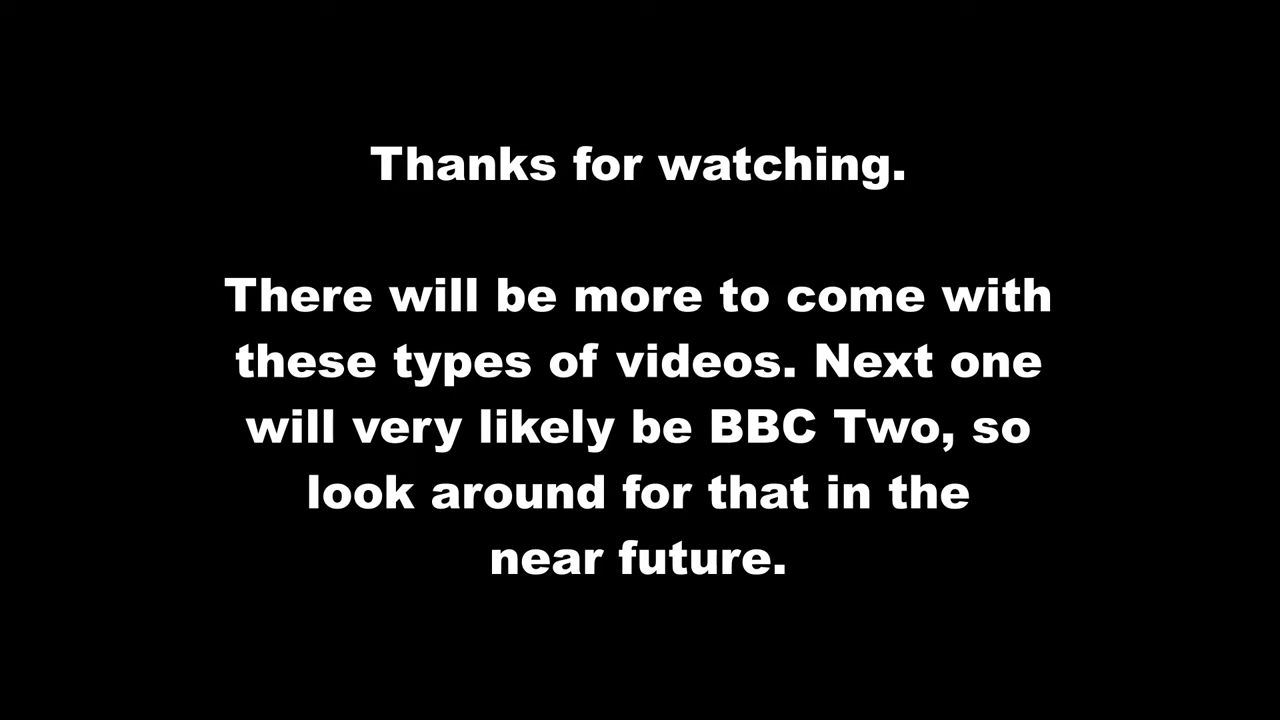 Thanks for watching.
There will be more to come with
these types of videos. Next one
will very likely be BBC Two, so
look around for that in the
near future.